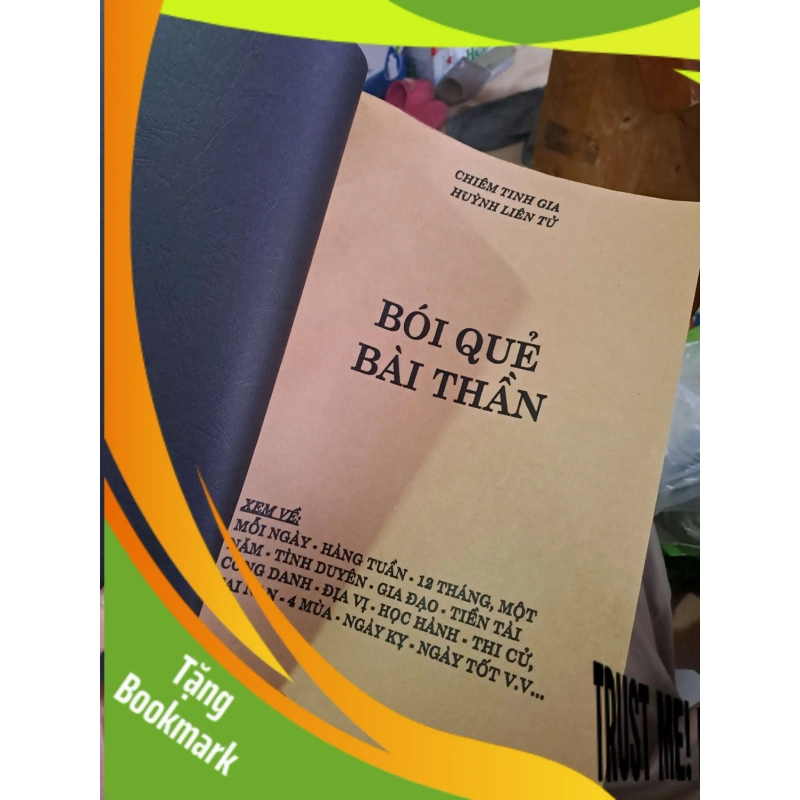 CHIÊM TINH GIA
HUỲNH LIÊN TỬ
BÓI QUẺ
BÀI THẦN
XEM VỀ:
MỖI NGÀY - HÀNG TUẦN - 12 THÁNG, MỘT
NĂM - TÌNH DUYÊN - GIA ĐẠO - TIỀN TÀI
CÔNG DANH - ĐỊA VỊ - HỌC HÀNH - THI CỬ,
- 4 MÙA - NGÀY KỴ - NGÀY TỐT V.V...
Tặng
Bookmark
TRUST ME!